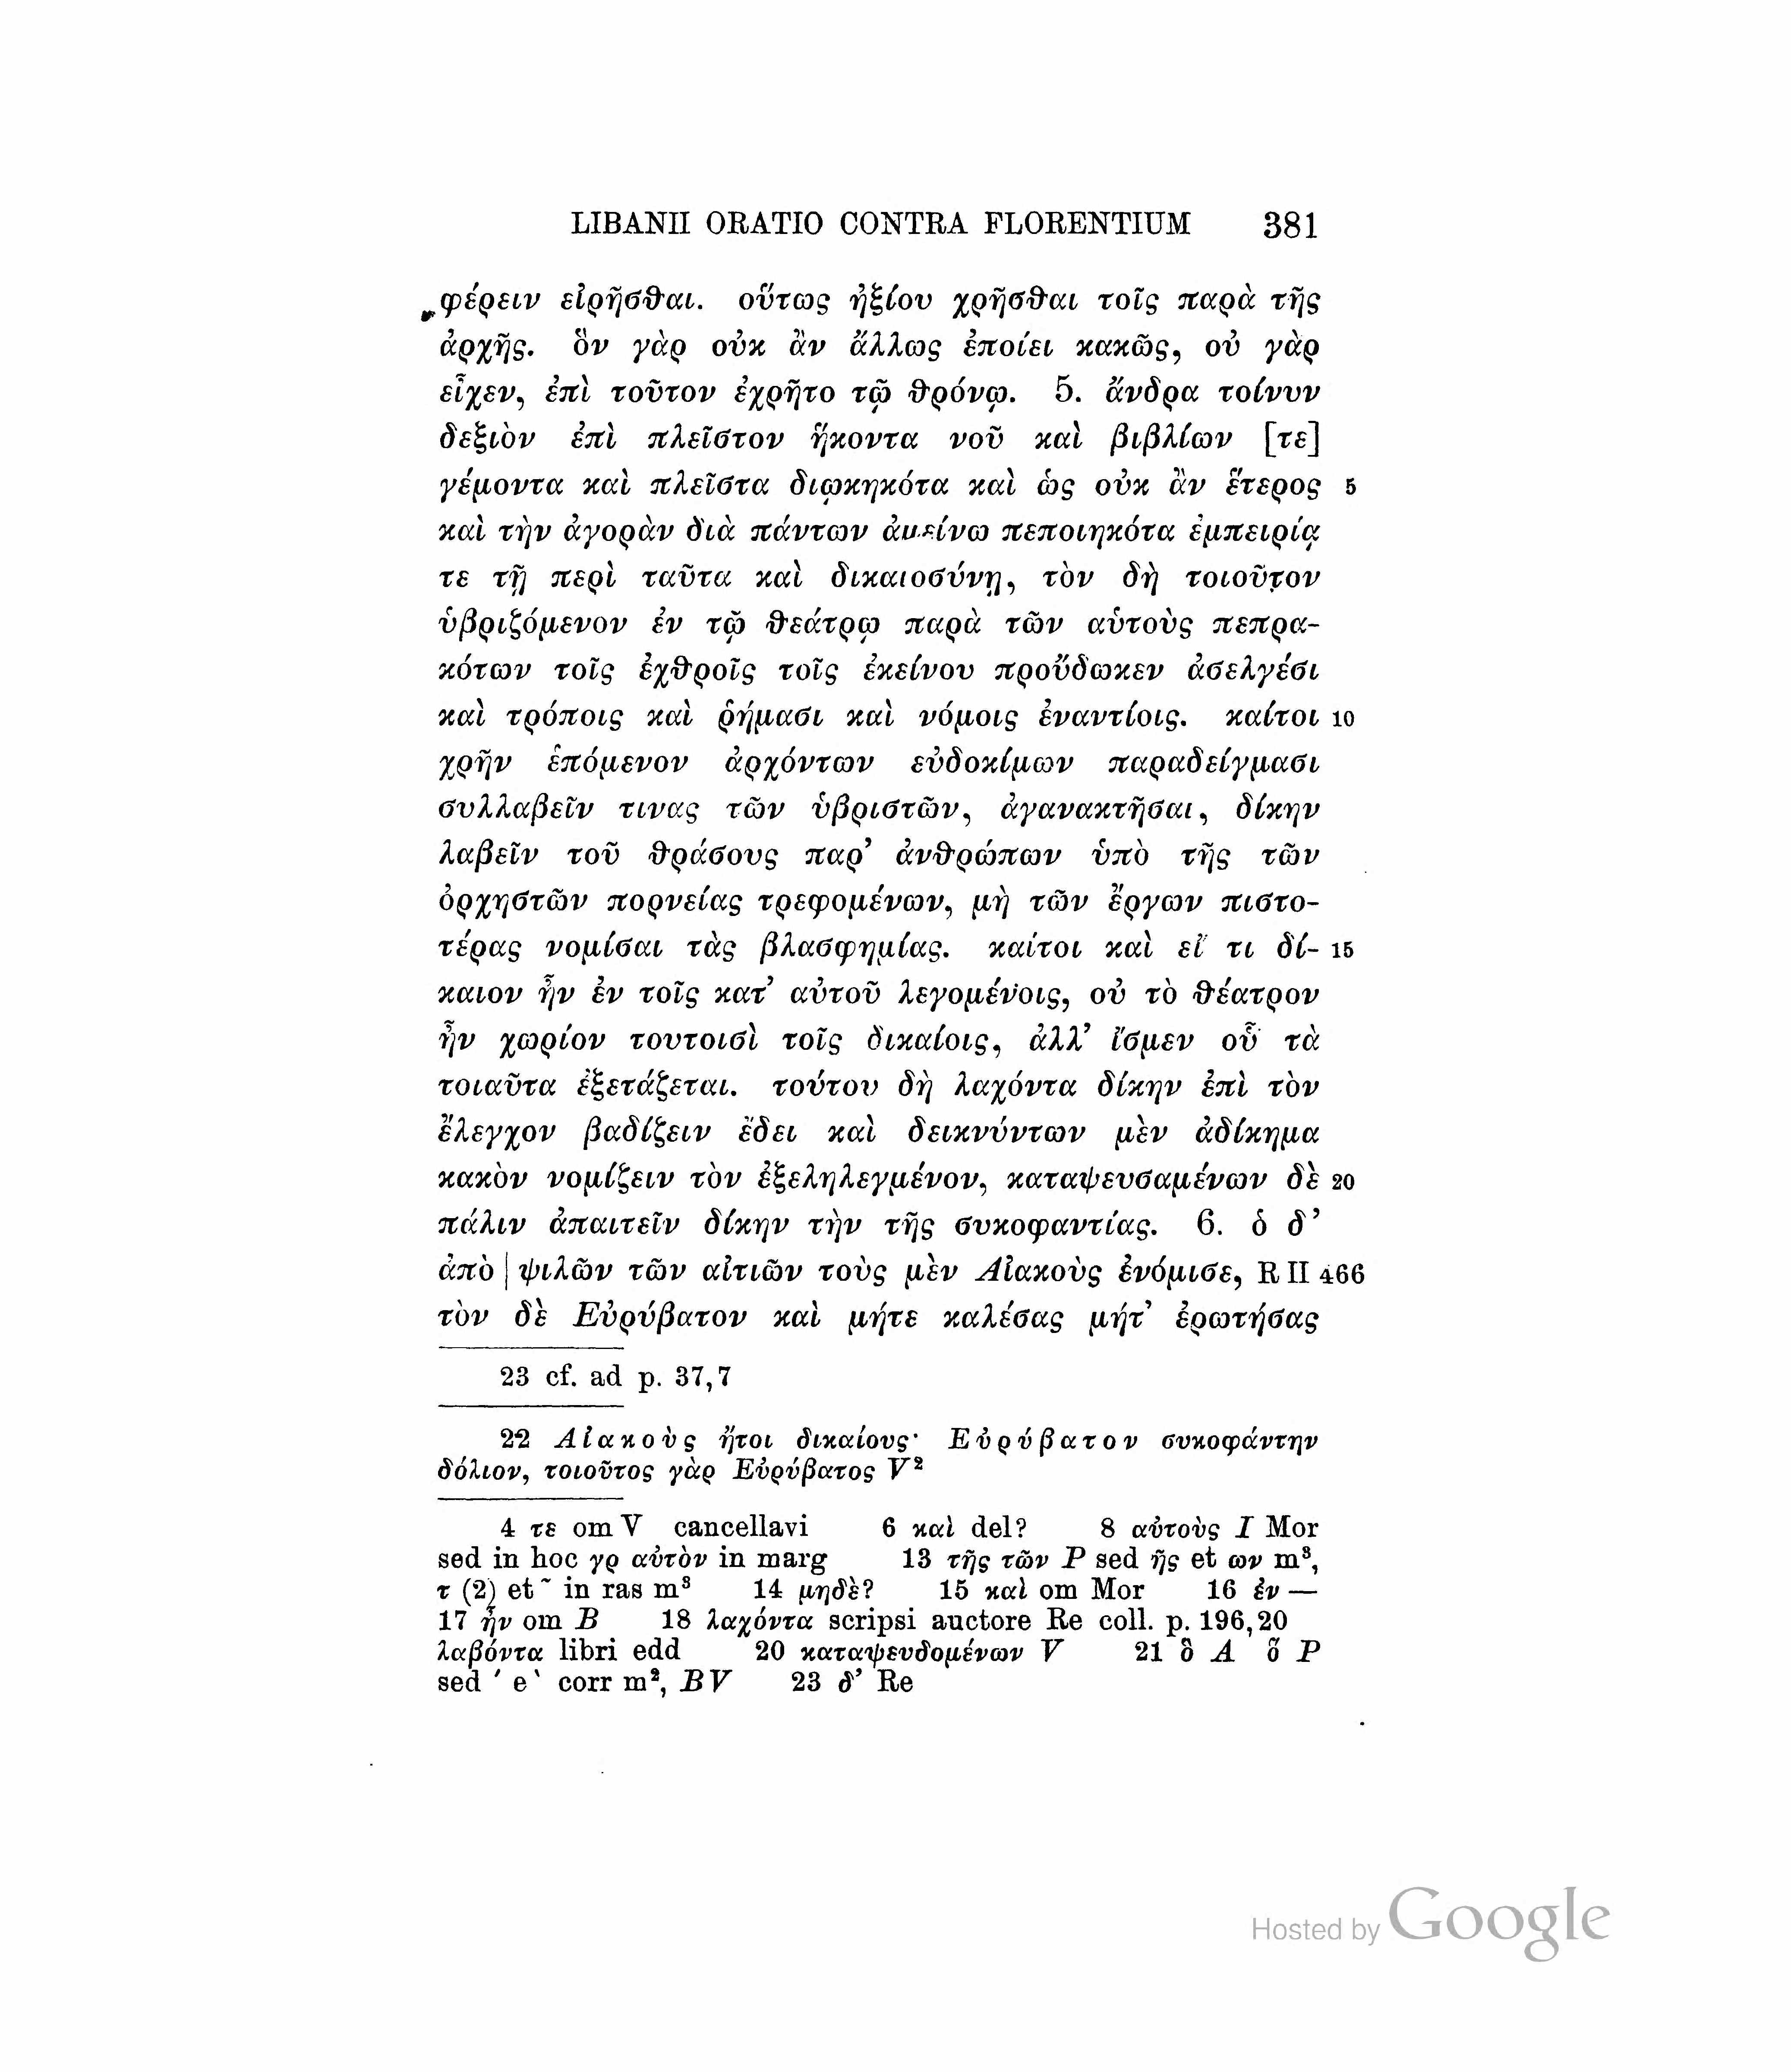 LIBANII ORATIO CONTRA FLORENTIUM 381
φέρειν εἰρῆσθαι. οὕτως ἠξίου χρῆσθαι τοῖς παρὰ τῆς
ἀρχῆς. ὃν γὰρ οὐκ ἂν ἄλλως ἐποίει κακῶς, οὐ γὰρ
εἶχεν, ἐπὶ τοῦτον ἐχρῆτο τῷ θρόνῳ. 5. ἄνδρα τοίνυν
δεξιὸν ἐπὶ πλεῖστον ἥκοντα νοῦ καὶ βιβλίων [τε]
γέμοντα καὶ πλεῖστα διῳκηκότα καὶ ὡς οὐκ ἂν ἕτερος 5
καὶ τὴν ἀγορὰν διὰ πάντων ἀμείνω πεποιηκότα ἐμπειρίᾳ
τε τῇ περὶ ταῦτα καὶ δικαιοσύνῃ, τὸν δὴ τοιοῦτον
ὑβριζόμενον ἐν τῷ θεάτρῳ παρὰ τῶν αὑτοὺς πεπρα-
κότων τοῖς ἐχθροῖς τοῖς ἐκείνου προὔδωκεν ἀσελγέσι
καὶ τρόποις καὶ ῥήμασι καὶ νόμοις ἐναντίοις. καίτοι 10
χρῆν ἑπόμενον ἀρχόντων εὐδοκίμων παραδείγμασι
συλλαβεῖν τινας τῶν ὑβριστῶν, ἀγανακτῆσαι, δίκην
λαβεῖν τοῦ θράσους παρ’ ἀνθρώπων ὑπὸ τῆς τῶν
ὀρχηστῶν πορνείας τρεφομένων, μὴ τῶν ἔργων πιστο-
τέρας νομίσαι τὰς βλασφημίας. καίτοι καὶ εἴ τι δί- 15
καιον ἦν ἐν τοῖς κατ’ αὐτοῦ λεγομένοις, οὐ τὸ θέατρον
ἦν χωρίον τουτοισὶ τοῖς δικαίοις, ἀλλ’ ἴσμεν οὗ τὰ
τοιαῦτα ἐξετάζεται. τούτου δὴ λαχόντα δίκην ἐπὶ τὸν
ἔλεγχον βαδίζειν ἔδει καὶ δεικνύντων μὲν ἀδίκημα
κακὸν νομίζειν τὸν ἐξεληλεγμένον, καταψευσαμένων δὲ 20
πάλιν ἀπαιτεῖν δίκην τὴν τῆς συκοφαντίας. 6. ὁ δ’
ἀπὸ | ψιλῶν τῶν αἰτιῶν τοὺς μὲν Αἰακοὺς ἐνόμισε, R II 466
τὸν δὲ Εὐρύβατον καὶ μήτε καλέσας μήτ’ ἐρωτήσας
23 cf. ad p. 37,7
22 Αἰακοὺς ἤτοι δικαίους· Εὐρύβατον συκοφάντην
δόλιον, τοιοῦτος γὰρ Εὐρύβατος V²
4 τε om V cancellavi 6 καὶ del? 8 αὐτοὺς I Mor
sed in hoc γρ αὐτὸν in marg 13 τῆς τῶν P sed ῆς et ων m³,
τ (2) et ῀ in ras m³ 14 μηδὲ? 15 καὶ om Mor 16 ἐν —
17 ἦν om B 18 λαχόντα scripsi auctore Re coll. p. 196,20
λαβόντα libri edd 20 καταψευδομένων V 21 ὃ A ὅ P
sed ′ e ‵ corr m², BV 23 δ’ Re
Hosted by Google